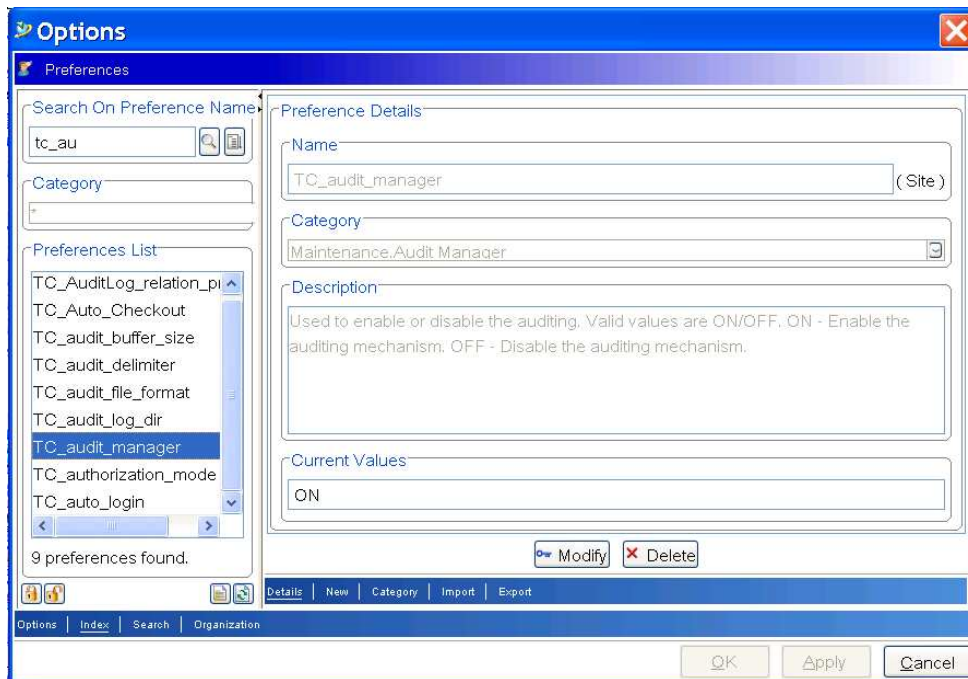 Options
Preferences
Search On Preference Name
tc_au
Category
*
Preferences List
TC_AuditLog_relation_p
TC_Auto_Checkout
TC_audit_buffer_size
TC_audit_delimiter
TC_audit_file_format
TC_audit_log_dir
TC_audit_manager
TC_authorization_mode
TC_auto_login
9 preferences found.
Preference Details
Name
TC_audit_manager
( Site )
Category
Maintenance.Audit Manager
Description
Used to enable or disable the auditing. Valid values are ON/OFF. ON - Enable the
auditing mechanism. OFF - Disable the auditing mechanism.
Current Values
ON
Modify
Delete
Details | New | Category | Import | Export
Options | Index | Search | Organization
OK
Apply
Cancel